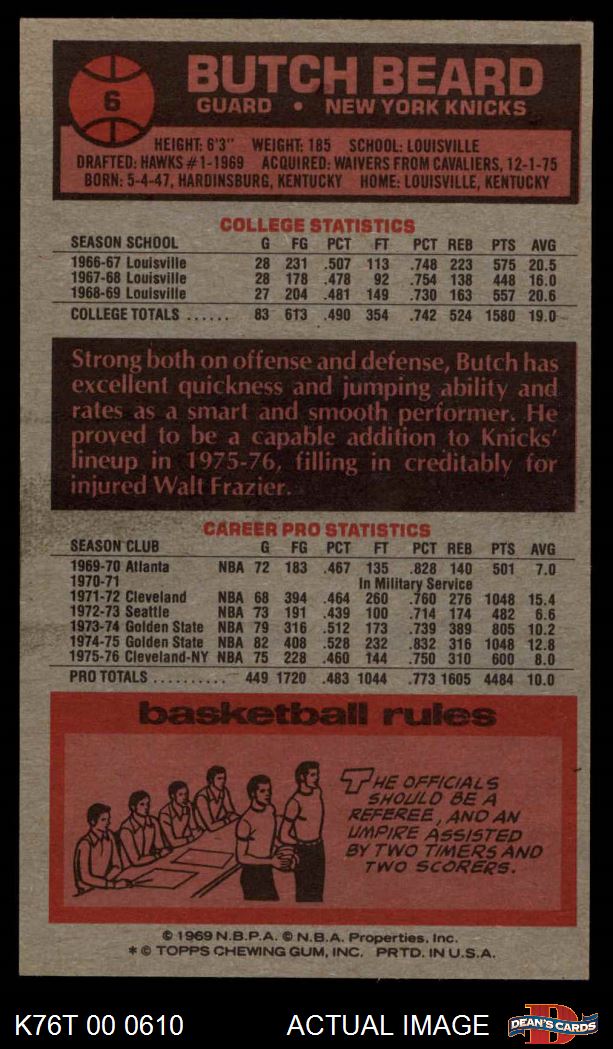 6
BUTCH BEARD
GUARD • NEW YORK KNICKS
HEIGHT: 6'3" WEIGHT: 185 SCHOOL: LOUISVILLE
DRAFTED: HAWKS #1-1969 ACQUIRED: WAIVERS FROM CAVALIERS, 12-1-75
BORN: 5-4-47, HARDINSBURG, KENTUCKY HOME: LOUISVILLE, KENTUCKY
COLLEGE STATISTICS
SEASON SCHOOL G FG PCT FT PCT REB PTS AVG
1966-67 Louisville 28 231 .507 113 .748 223 575 20.5
1967-68 Louisville 28 178 .478 92 .754 138 448 16.0
1968-69 Louisville 27 204 .481 149 .730 163 557 20.6
COLLEGE TOTALS ...... 83 613 .490 354 .742 524 1580 19.0
Strong both on offense and defense, Butch has
excellent quickness and jumping ability and
rates as a smart and smooth performer. He
proved to be a capable addition to Knicks'
lineup in 1975-76, filling in creditably for
injured Walt Frazier.
CAREER PRO STATISTICS
SEASON CLUB G FG PCT FT PCT REB PTS AVG
1969-70 Atlanta NBA 72 183 .467 135 .828 140 501 7.0
1970-71 In Military Service
1971-72 Cleveland NBA 68 394 .464 260 .760 276 1048 15.4
1972-73 Seattle NBA 73 191 .439 100 .714 174 482 6.6
1973-74 Golden State NBA 79 316 .512 173 .739 389 805 10.2
1974-75 Golden State NBA 82 408 .528 232 .832 316 1048 12.8
1975-76 Cleveland-NY NBA 75 228 .460 144 .750 310 600 8.0
PRO TOTALS .......... 449 1720 .483 1044 .773 1605 4484 10.0
basketball rules
THE OFFICIALS
SHOULD BE A
REFEREE, AND AN
UMPIRE ASSISTED
BY TWO TIMERS AND
TWO SCORERS.
© 1969 N.B.P.A. © N.B.A. Properties, Inc.
* © TOPPS CHEWING GUM, INC. PRTD. IN U.S.A.
K76T 00 0610 ACTUAL IMAGE
D
DEAN'S CARDS